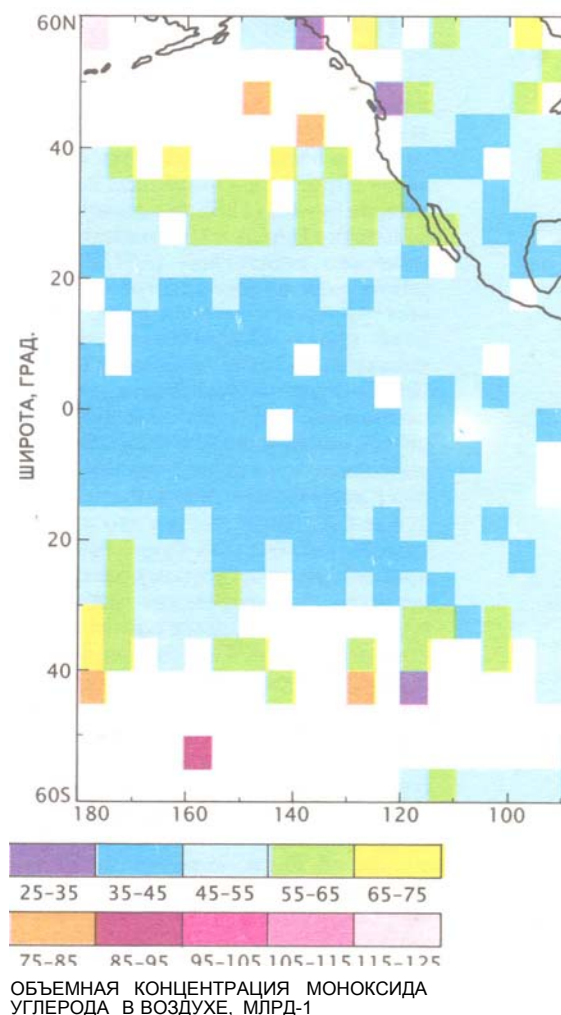 60N
40
20
ШИРОТА, ГРАД.
0
20
40
60S
180 160 140 120 100
25–35 35–45 45–55 55–65 65–75
75–85 85–95 95–105 105–115 115–125
ОБЪЕМНАЯ КОНЦЕНТРАЦИЯ МОНОКСИДА
УГЛЕРОДА В ВОЗДУХЕ, МЛРД-1